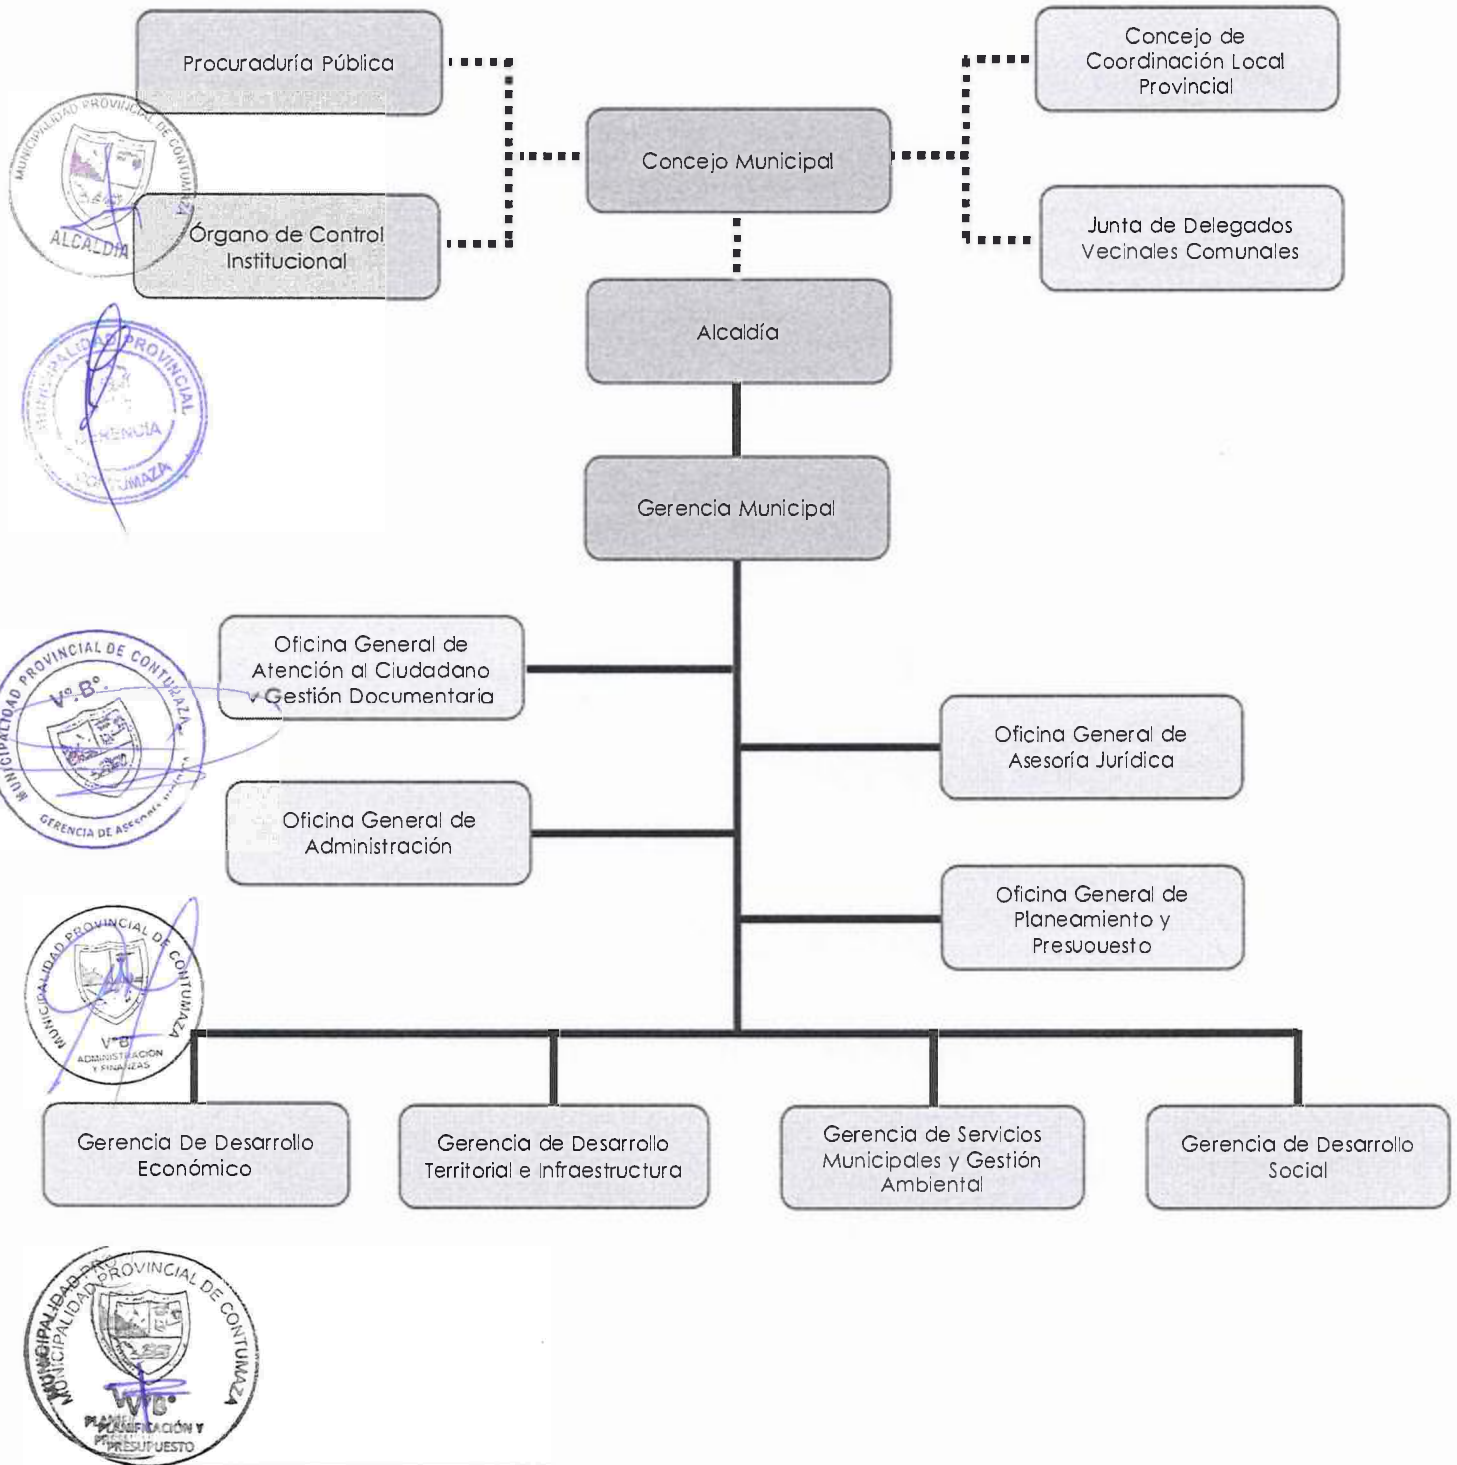 Procuraduría Pública
Concejo de
Coordinación Local
Provincial
Concejo Municipal
Órgano de Control
Institucional
Junta de Delegados
Vecinales Comunales
MUNICIPALIDAD PROVINCIAL DE CONTUMAZA
ALCALDIA
Alcaldía
MUNICIPALIDAD PROVINCIAL
GERENCIA
CONTUMAZA
Gerencia Municipal
Oficina General de
Atención al Ciudadano
y Gestión Documentaria
MUNICIPALIDAD PROVINCIAL DE CONTUMAZA
V°.B°.
GERENCIA DE
Oficina General de
Asesoría Jurídica
Oficina General de
Administración
Oficina General de
Planeamiento y
Presuouesto
MUNICIPALIDAD PROVINCIAL DE CONTUMAZA
V°B°
ADMINISTRACIÓN
Y FINANZAS
Gerencia De Desarrollo
Económico
Gerencia de Desarrollo
Territorial e Infraestructura
Gerencia de Servicios
Municipales y Gestión
Ambiental
Gerencia de Desarrollo
Social
MUNICIPALIDAD PROVINCIAL DE CONTUMAZA
V°B°
PLANIFICACIÓN Y
PRESUPUESTO